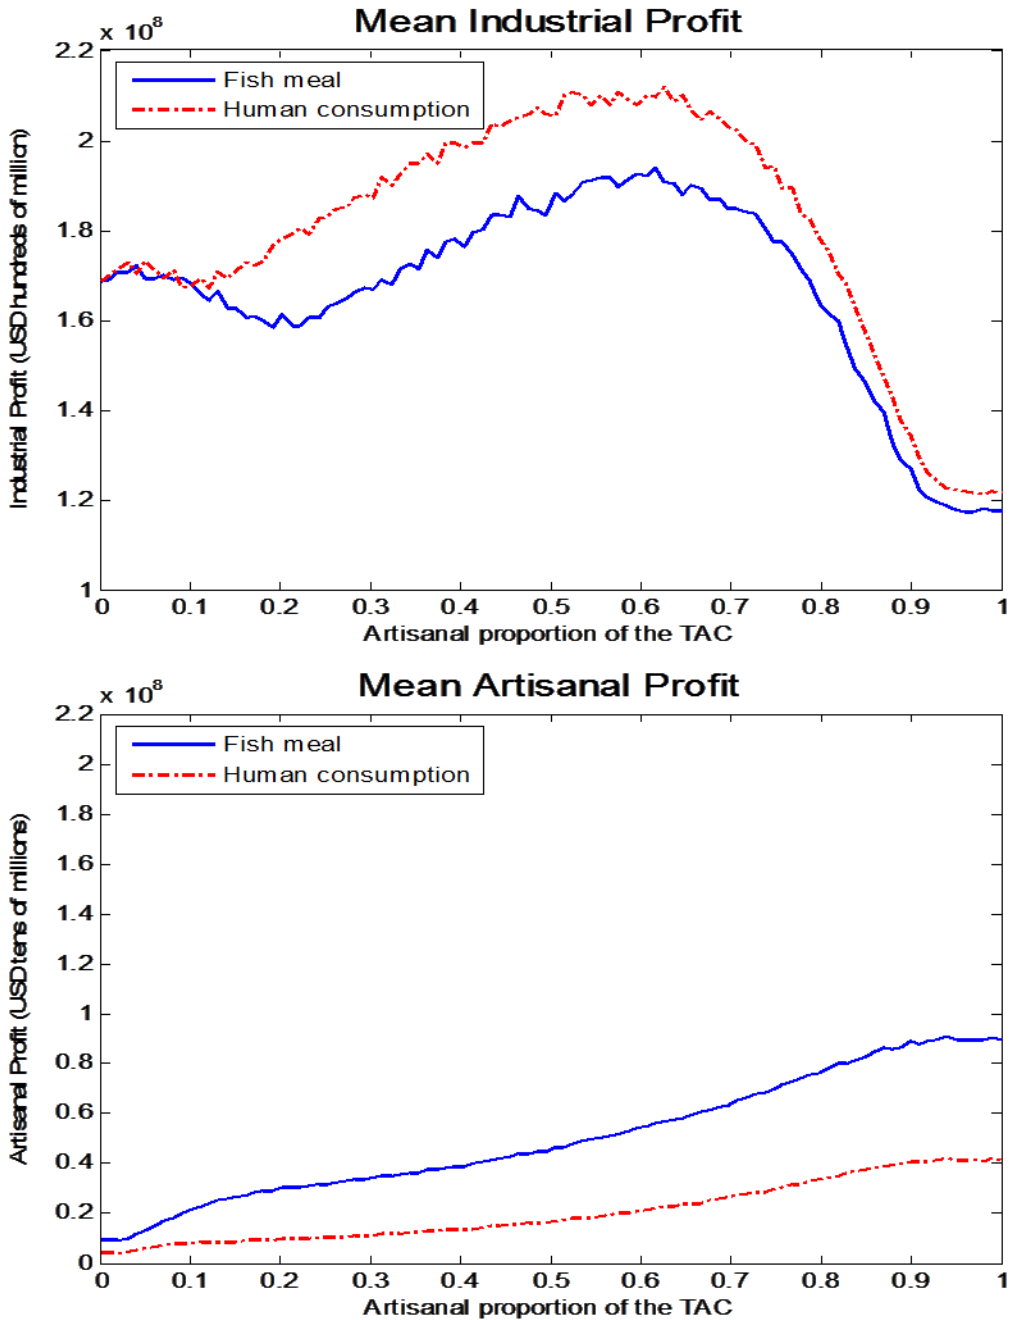 Mean Industrial Profit
x 10⁸
2.2
2
1.8
1.6
1.4
1.2
1
Industrial Profit (USD hundreds of million)
Fish meal
Human consumption
0 0.1 0.2 0.3 0.4 0.5 0.6 0.7 0.8 0.9 1
Artisanal proportion of the TAC
Mean Artisanal Profit
x 10⁸
2.2
2
1.8
1.6
1.4
1.2
1
0.8
0.6
0.4
0.2
0
Artisanal Profit (USD tens of millions)
Fish meal
Human consumption
0 0.1 0.2 0.3 0.4 0.5 0.6 0.7 0.8 0.9 1
Artisanal proportion of the TAC